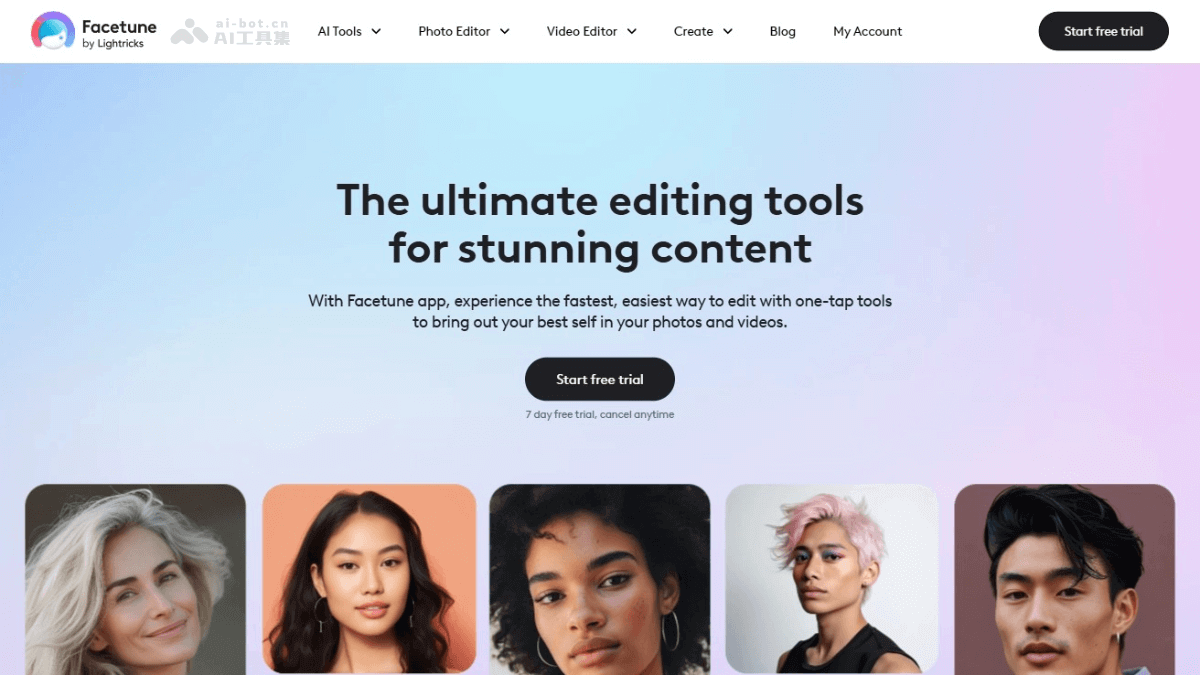 Facetune
by Lightricks
ai-bot.cn
AI工具集
AI Tools
Photo Editor
Video Editor
Create
Blog
My Account
Start free trial
The ultimate editing tools
for stunning content
With Facetune app, experience the fastest, easiest way to edit with one-tap tools
to bring out your best self in your photos and videos.
Start free trial
7 day free trial, cancel anytime